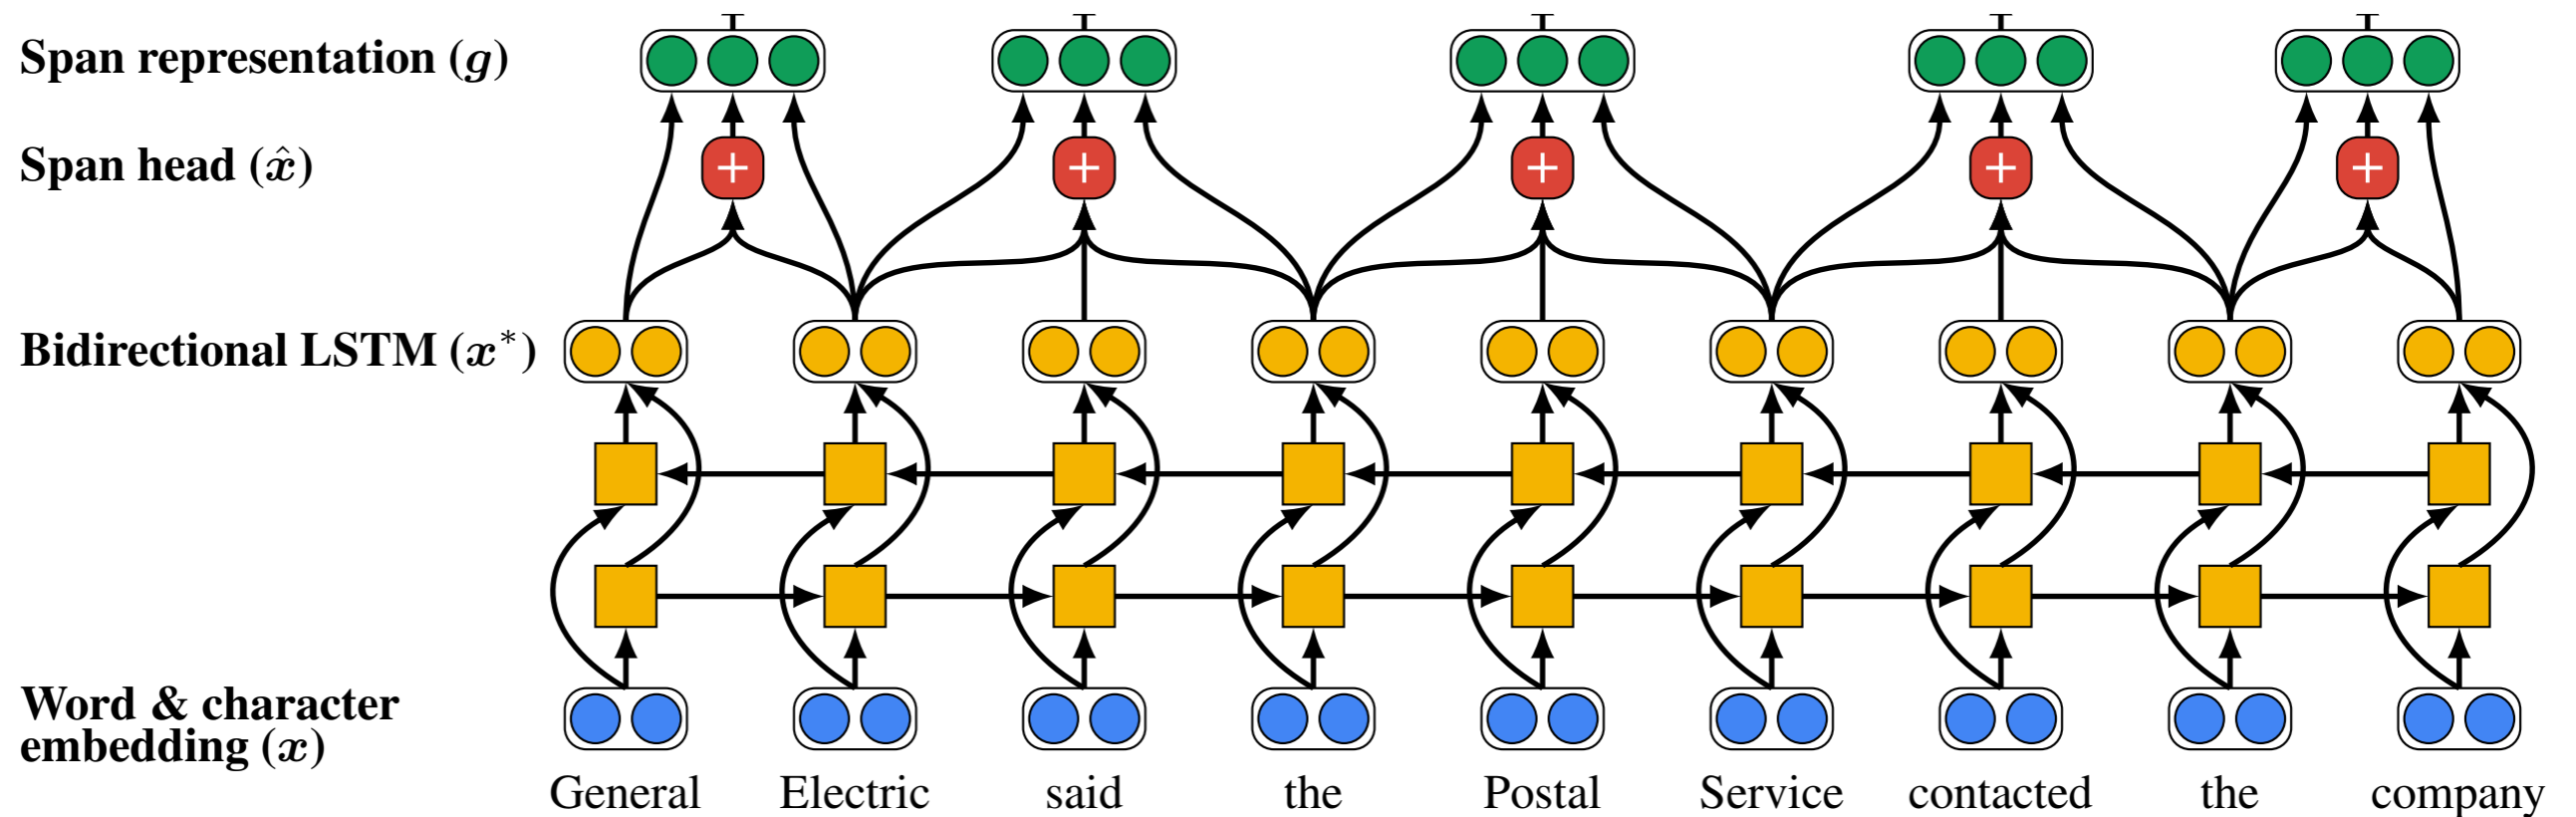 Span representation (g)
Span head (x̂)
+ + + + +
Bidirectional LSTM (x*)
Word & character
embedding (x)
General Electric said the Postal Service contacted the company